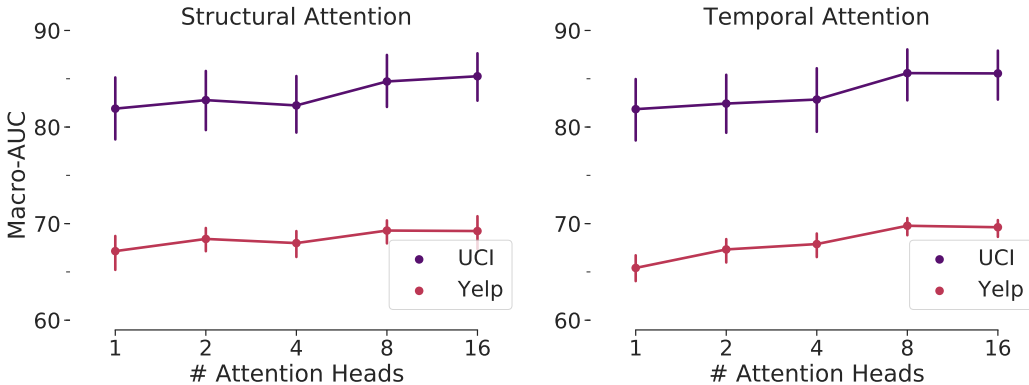 Structural Attention
90
80
70
60
Macro-AUC
UCI
Yelp
1 2 4 8 16
# Attention Heads
Temporal Attention
90
80
70
60
UCI
Yelp
1 2 4 8 16
# Attention Heads